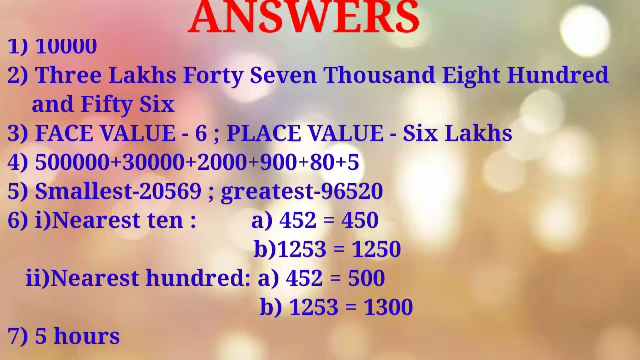 ANSWERS
1) 10000
2) Three Lakhs Forty Seven Thousand Eight Hundred
and Fifty Six
3) FACE VALUE - 6 ; PLACE VALUE - Six Lakhs
4) 500000+30000+2000+900+80+5
5) Smallest-20569 ; greatest-96520
6) i)Nearest ten : a) 452 = 450
b)1253 = 1250
ii)Nearest hundred: a) 452 = 500
b) 1253 = 1300
7) 5 hours